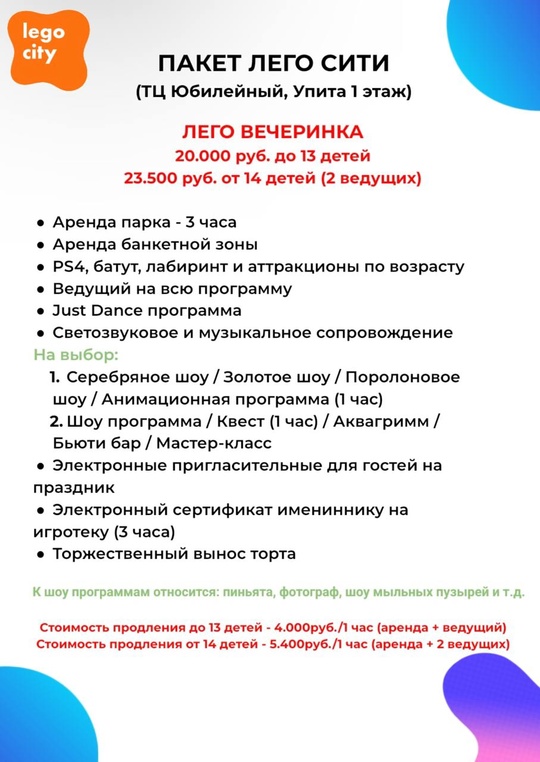 lego
city
ПАКЕТ ЛЕГО СИТИ
(ТЦ Юбилейный, Упита 1 этаж)
ЛЕГО ВЕЧЕРИНКА
20.000 руб. до 13 детей
23.500 руб. от 14 детей (2 ведущих)
● Аренда парка - 3 часа
● Аренда банкетной зоны
● PS4, батут, лабиринт и аттракционы по возрасту
● Ведущий на всю программу
● Just Dance программа
● Светозвуковое и музыкальное сопровождение
На выбор:
1. Серебряное шоу / Золотое шоу / Поролоновое
шоу / Анимационная программа (1 час)
2. Шоу программа / Квест (1 час) / Аквагримм /
Бьюти бар / Мастер-класс
● Электронные пригласительные для гостей на
праздник
● Электронный сертификат имениннику на
игротеку (3 часа)
● Торжественный вынос торта
К шоу программам относится: пиньята, фотограф, шоу мыльных пузырей и т.д.
Стоимость продления до 13 детей - 4.000руб./1 час (аренда + ведущий)
Стоимость продления от 14 детей - 5.400руб./1 час (аренда + 2 ведущих)